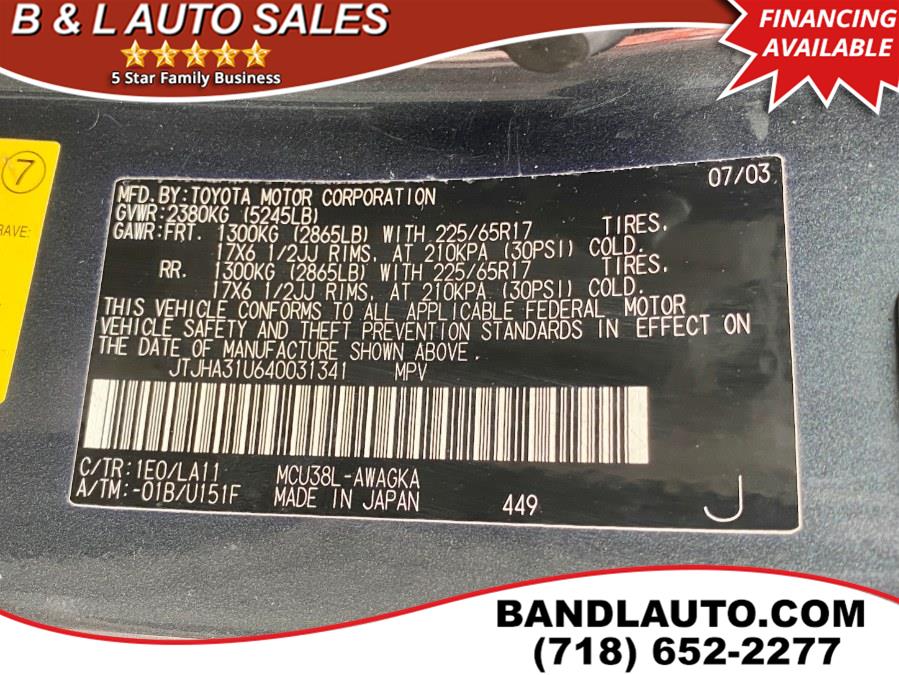 B & L AUTO SALES
5 Star Family Business
FINANCING
AVAILABLE
7
RAVE:
07/03
MFD.BY:TOYOTA MOTOR CORPORATION
GVWR:2380KG (5245LB)
GAWR:FRT. 1300KG (2865LB) WITH 225/65R17 TIRES,
17X6 1/2JJ RIMS, AT 210KPA (30PSI) COLD.
RR. 1300KG (2865LB) WITH 225/65R17 TIRES,
17X6 1/2JJ RIMS, AT 210KPA (30PSI) COLD.
THIS VEHICLE CONFORMS TO ALL APPLICABLE FEDERAL MOTOR
VEHICLE SAFETY AND THEFT PREVENTION STANDARDS IN EFFECT ON
THE DATE OF MANUFACTURE SHOWN ABOVE.
JTJHA31U640031341 MPV
C/TR:1E0/LA11 MCU38L-AWAGKA
A/TM:-01B/U151F MADE IN JAPAN 449 J
BANDLAUTO.COM
(718) 652-2277